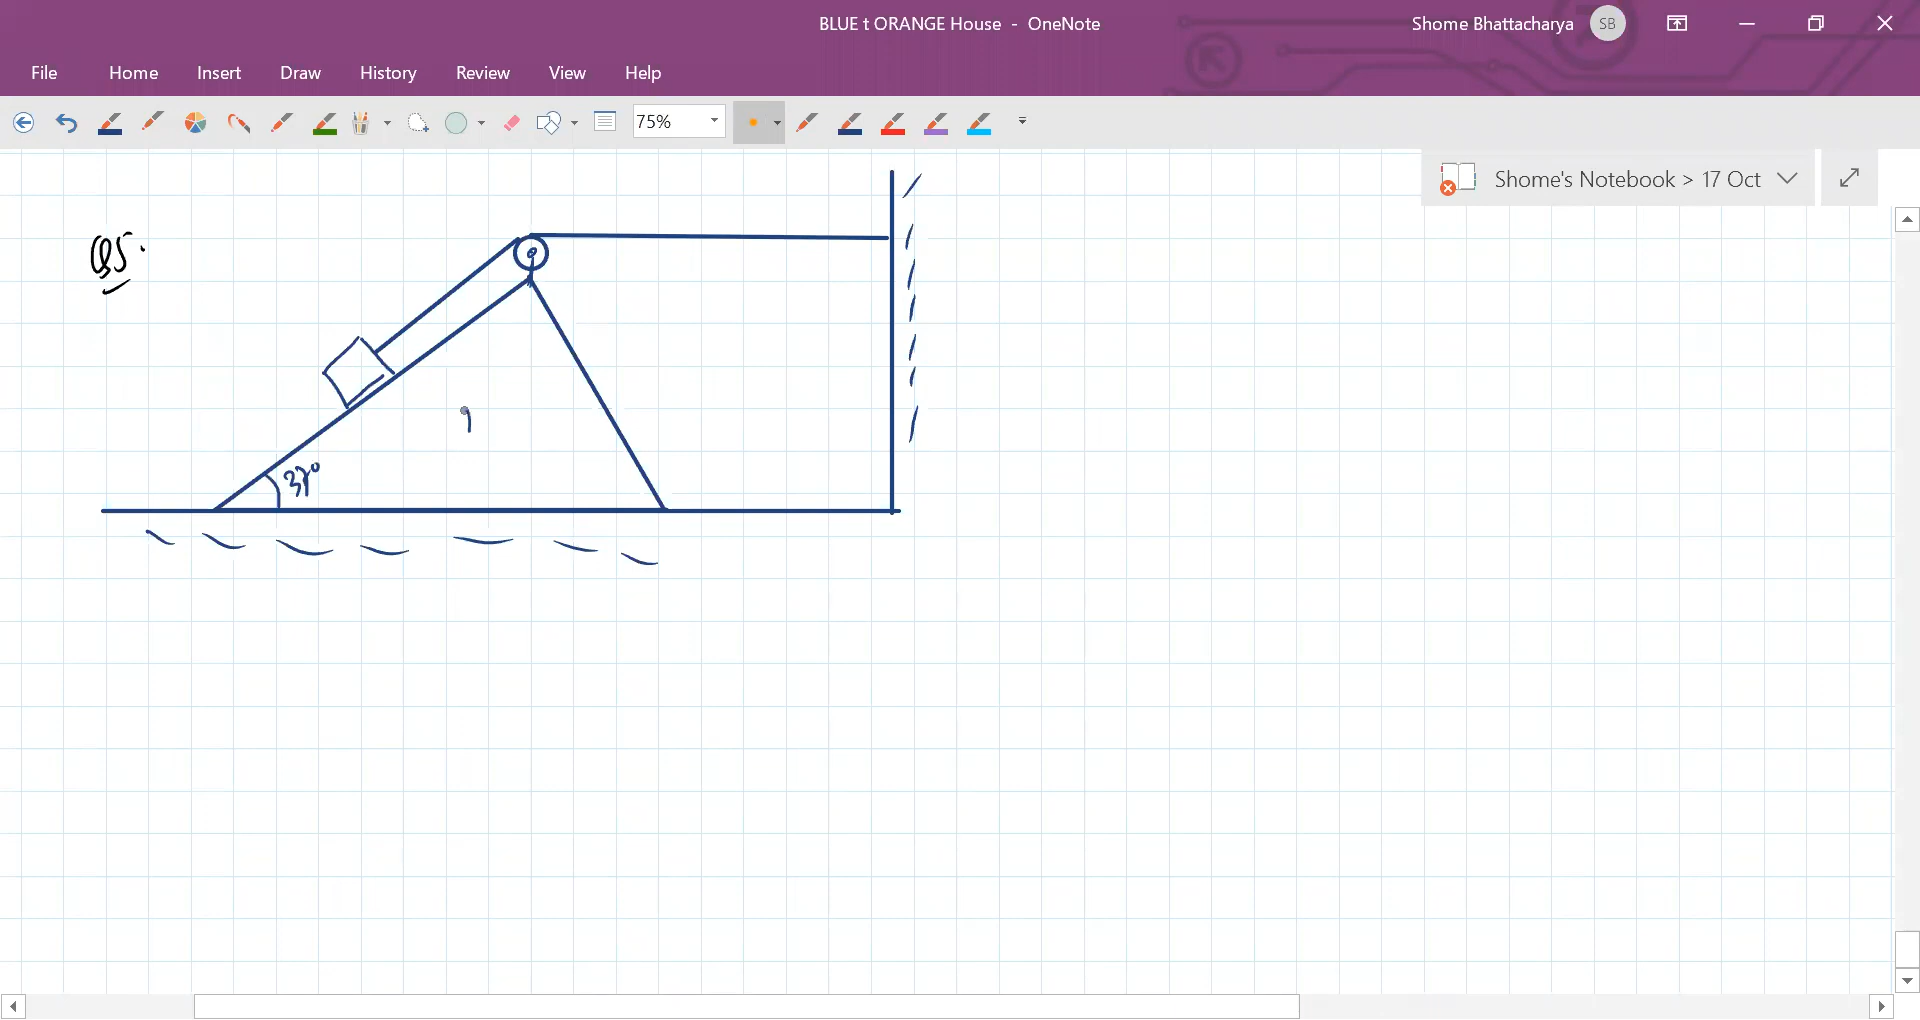 BLUE t ORANGE House - OneNote
Shome Bhattacharya SB
File Home Insert Draw History Review View Help
75%
Shome's Notebook > 17 Oct
Q5.
37°